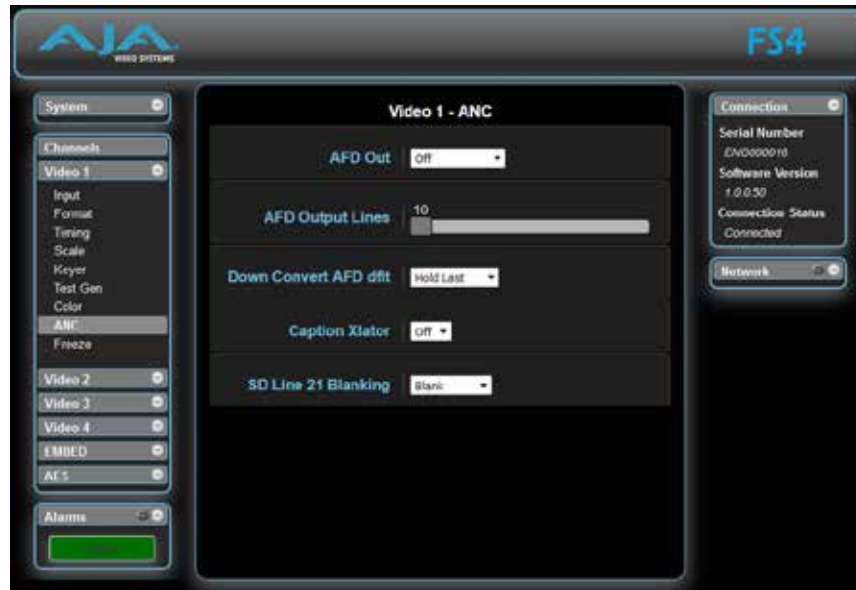 AJA
VIDEO SYSTEMS
FS4
System
Channels
Video 1
Input
Format
Timing
Scale
Keyer
Test Gen
Color
ANC
Freeze
Video 2
Video 3
Video 4
EMBED
AES
Alarms
Video 1 - ANC
AFD Out
Off
AFD Output Lines
10
Down Convert AFD dflt
Hold Last
Caption Xlator
Off
SD Line 21 Blanking
Blank
Connection
Serial Number
Software Version
1.0.0.50
Connection Status
Connected
Network